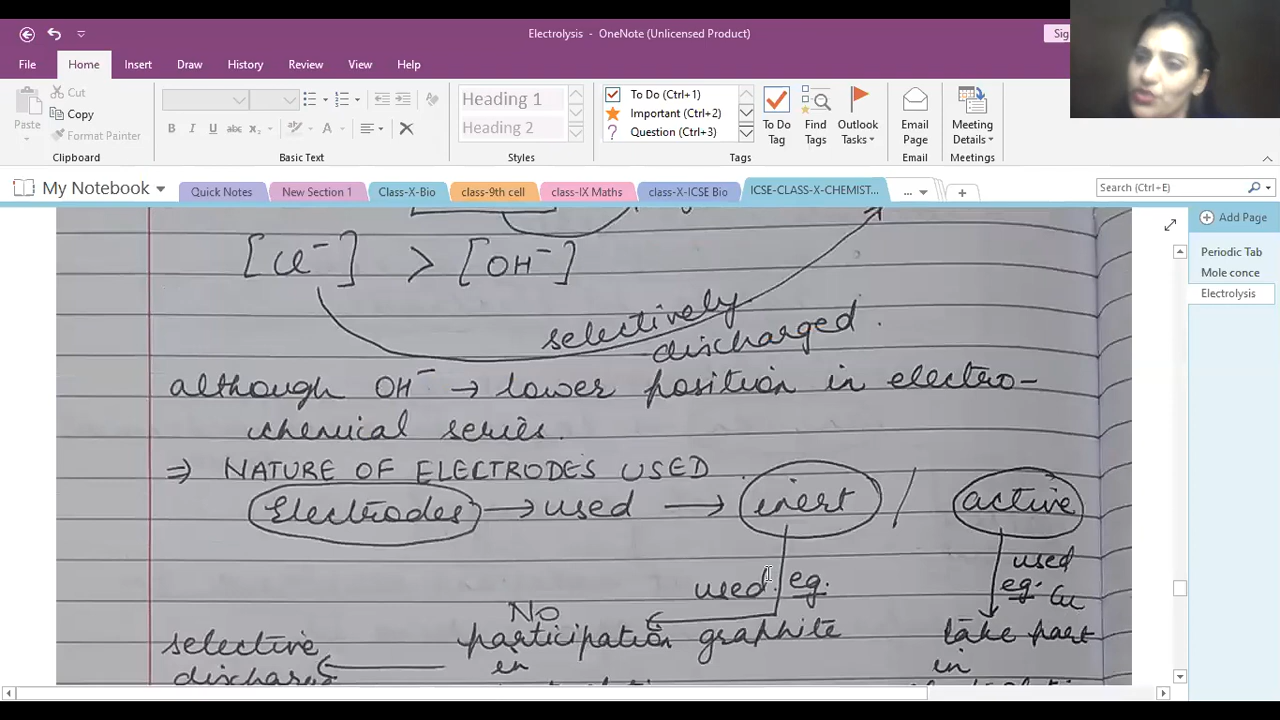 Electrolysis - OneNote (Unlicensed Product)
Sig
File Home Insert Draw History Review View Help
Paste
Cut
Copy
Format Painter
Clipboard
B I U abc x₂ A
Basic Text
Heading 1
Heading 2
Styles
To Do (Ctrl+1)
Important (Ctrl+2)
Question (Ctrl+3)
To Do Tag
Find Tags
Outlook Tasks
Tags
Email Page
Email
Meeting Details
Meetings
My Notebook
Quick Notes
New Section 1
Class-X-Bio
class-9th cell
class-IX Maths
class-X-ICSE Bio
ICSE-CLASS-X-CHEMIST...
...
Search (Ctrl+E)
Add Page
Periodic Tab
Mole conce
Electrolysis
[Cl⁻] > [OH⁻]
selectively
discharged.
although OH⁻ → lower position in electro-
chemical series.
⇒ NATURE OF ELECTRODES USED
Electrodes → used → inert / active
used eg.
used
eg. Cu
No
selective participation graphite take part
discharge in in